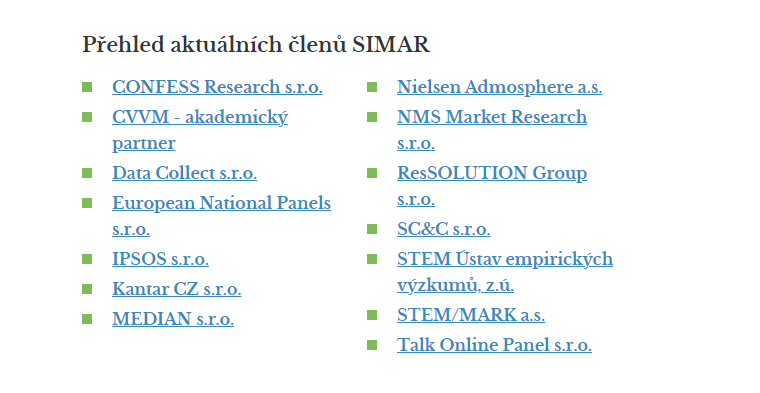 Přehled aktuálních členů SIMAR
CONFESS Research s.r.o.
CVVM - akademický
partner
Data Collect s.r.o.
European National Panels
s.r.o.
IPSOS s.r.o.
Kantar CZ s.r.o.
MEDIAN s.r.o.
Nielsen Admosphere a.s.
NMS Market Research
s.r.o.
ResSOLUTION Group
s.r.o.
SC&C s.r.o.
STEM Ústav empirických
výzkumů, z.ú.
STEM/MARK a.s.
Talk Online Panel s.r.o.